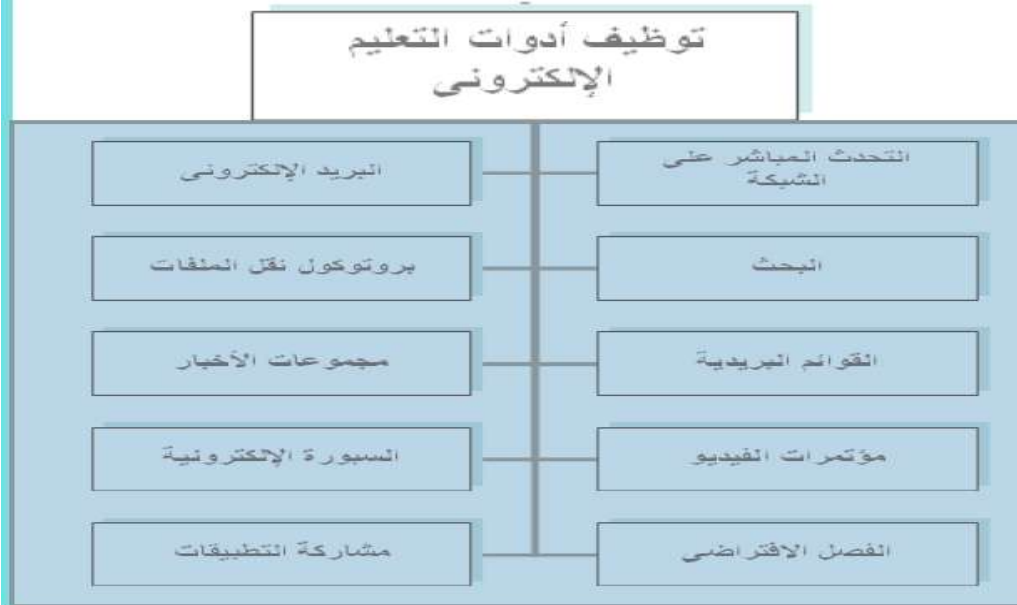 توظيف أدوات التعليم
الإلكترونى
التحدث المباشر على
الشبكة
البريد الإلكترونى
البحث
بروتوكول نقل الملفات
القوائم البريدية
مجموعات الأخبار
مؤتمرات الفيديو
السبورة الإلكترونية
الفصل الافتراضى
مشاركة التطبيقات